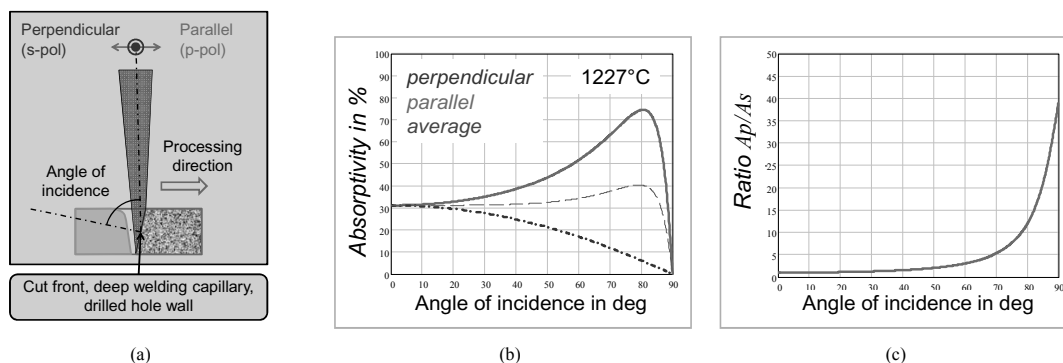 Perpendicular
(s-pol)
Parallel
(p-pol)
Angle of
incidence
Processing
direction
Cut front, deep welding capillary,
drilled hole wall
(a)
Absorptivity in %
100
90
80
70
60
50
40
30
20
10
0
perpendicular
parallel
average
1227°C
0 10 20 30 40 50 60 70 80 90
Angle of incidence in deg
(b)
Ratio Ap/As
50
45
40
35
30
25
20
15
10
5
0
0 10 20 30 40 50 60 70 80 90
Angle of incidence in deg
(c)